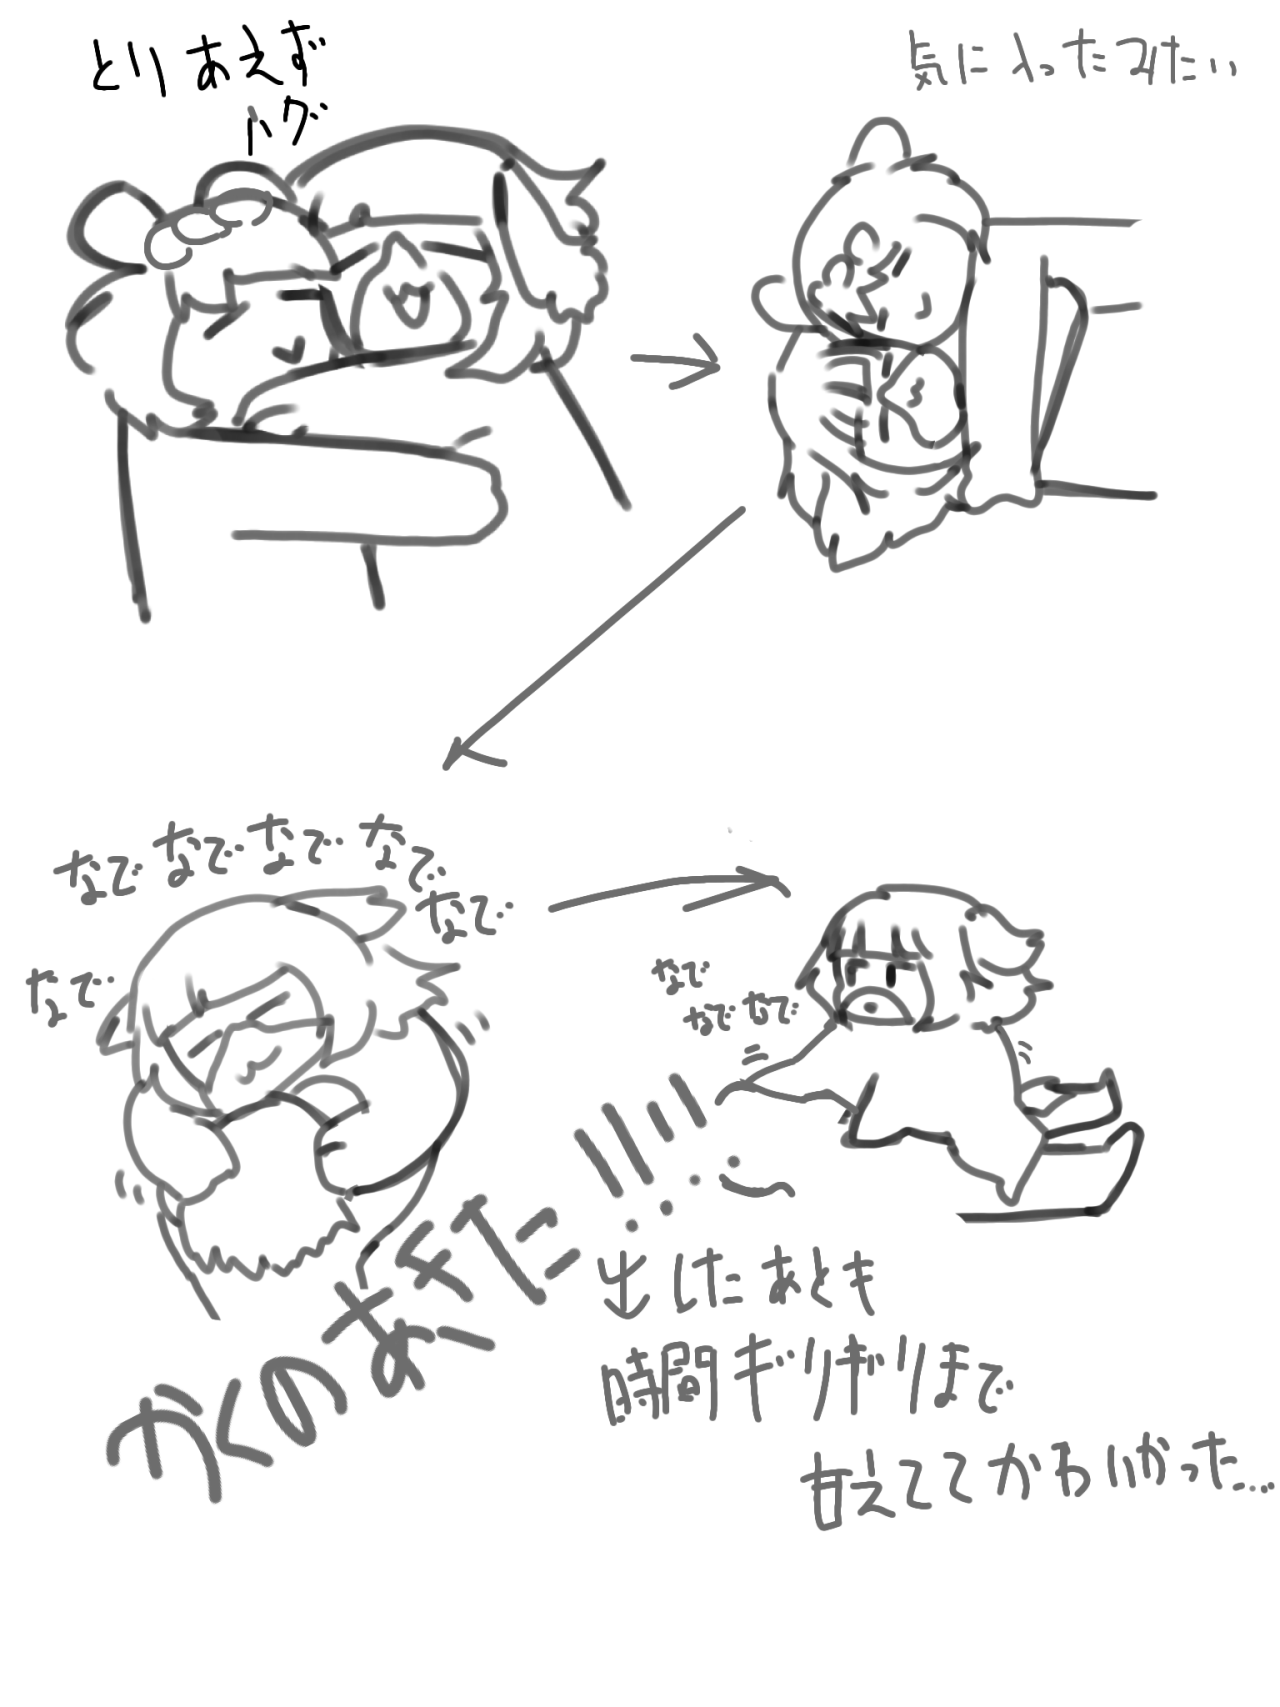 とりあえず
ハグ
気に入ったみたい
なでなでなでなで
なで
なで
なで
なでなで
かくのあきた!!!!
出したあとも
時間ギリギリまで
甘えててかわいかった...